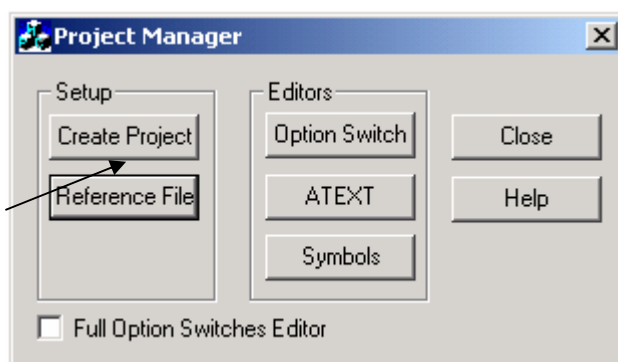 Project Manager
Setup
Create Project
Reference File
Editors
Option Switch
ATEXT
Symbols
Close
Help
Full Option Switches Editor